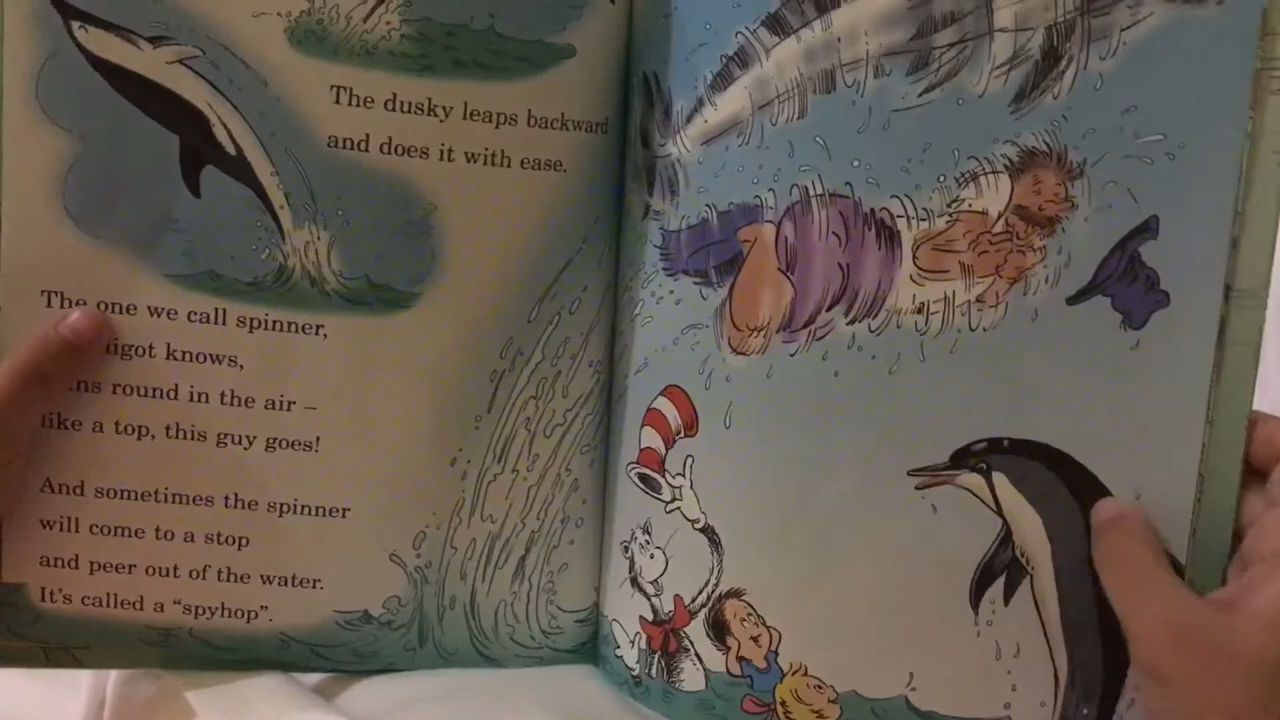 The dusky leaps backward
and does it with ease.
The one we call spinner,
knows,
round in the air –
like a top, this guy goes!
And sometimes the spinner
will come to a stop
and peer out of the water.
It's called a “spyhop”.